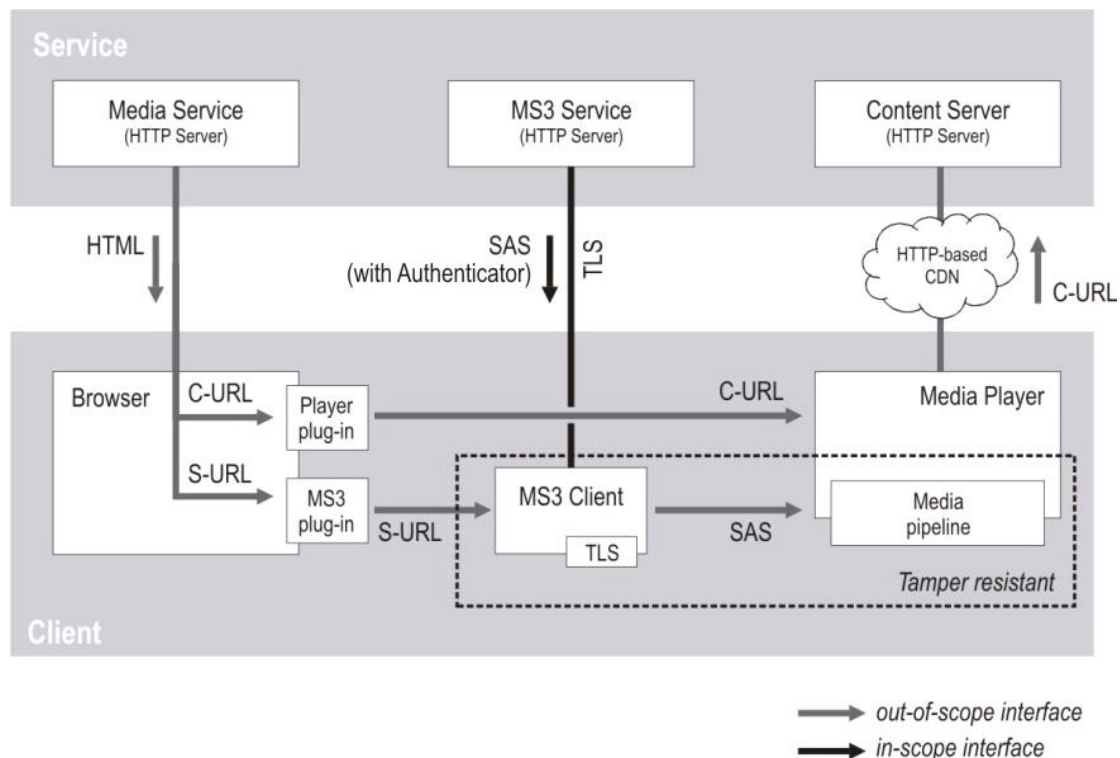 Service
Media Service
(HTTP Server)
MS3 Service
(HTTP Server)
Content Server
(HTTP Server)
HTML
SAS
(with Authenticator)
TLS
HTTP-based
CDN
C-URL
Browser
C-URL
Player
plug-in
C-URL
Media Player
S-URL
MS3
plug-in
S-URL
MS3 Client
TLS
SAS
Media
pipeline
Tamper resistant
Client
out-of-scope interface
in-scope interface